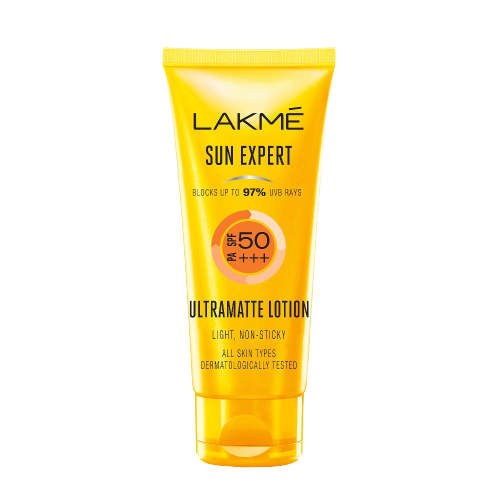 LAKMÉ
SUN EXPERT
BLOCKS UP TO 97% UVB RAYS
PA SPF 50
+++
ULTRAMATTE LOTION
LIGHT, NON-STICKY
ALL SKIN TYPES
DERMATOLOGICALLY TESTED